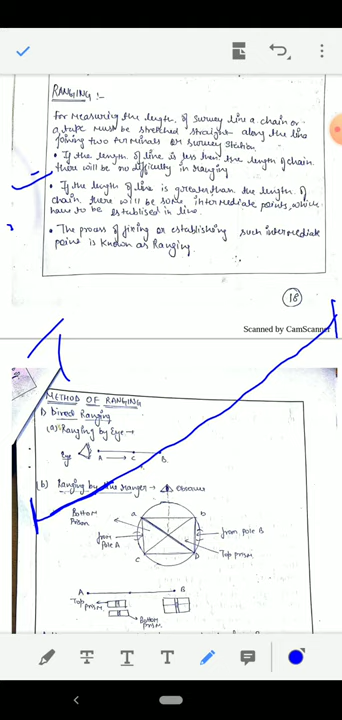 RANGING :-
For measuring the length of survey line a chain or
a tape must be stretched straight along the line
joining two terminals or survey station.
• If the length of line is less then the length of chain.
there will be no difficulty in Ranging
• If the length of line is greater than the length of
chain, there will be some intermediate points, which
have to be establised in line.
• The process of fixing or establishing such intermediate
point is known as Ranging.
18
Scanned by CamScanner
METHOD OF RANGING
1) Direct Ranging
(a) Ranging by Eye →
Eye A → C B
(b) Ranging by line Ranger → Observer
Bottom
Prism
a b
from
Pole A
from Pole B
C D
Top prism
A B
Top prism
Bottom
Prism
T T T